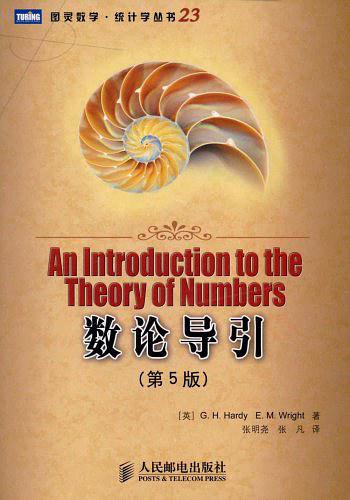 TURING 图灵数学·统计学丛书23
An Introduction to the
Theory of Numbers
数论导引
(第5版)
[英] G. H. Hardy E. M. Wright 著
张明尧 张 凡 译
人民邮电出版社
POSTS & TELECOM PRESS